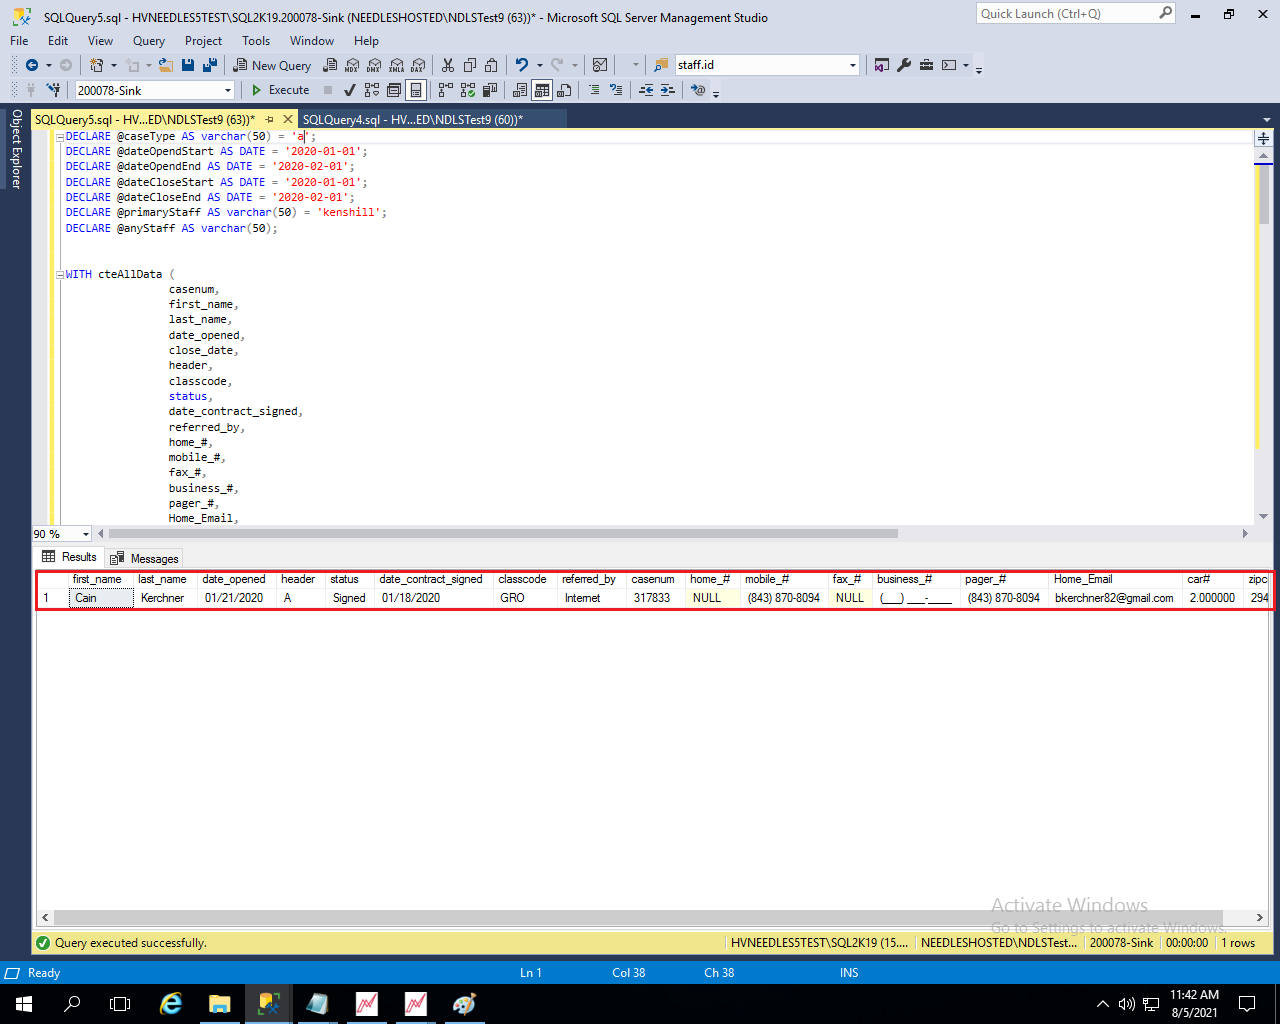 SQLQuery5.sql - HVNEEDLES5TEST\SQL2K19.200078-Sink (NEEDLESHOSTED\NDLSTest9 (63))* - Microsoft SQL Server Management Studio
Quick Launch (Ctrl+Q)
File Edit View Query Project Tools Window Help
New Query MDX DMX XMLA DAX staff.id
200078-Sink Execute
Object Explorer
SQLQuery5.sql - HV...ED\NDLSTest9 (63))* SQLQuery4.sql - HV...ED\NDLSTest9 (60))*
DECLARE @caseType AS varchar(50) = 'a';
DECLARE @dateOpendStart AS DATE = '2020-01-01';
DECLARE @dateOpendEnd AS DATE = '2020-02-01';
DECLARE @dateCloseStart AS DATE = '2020-01-01';
DECLARE @dateCloseEnd AS DATE = '2020-02-01';
DECLARE @primaryStaff AS varchar(50) = 'kenshill';
DECLARE @anyStaff AS varchar(50);
WITH cteAllData (
casenum,
first_name,
last_name,
date_opened,
close_date,
header,
classcode,
status,
date_contract_signed,
referred_by,
home_#,
mobile_#,
fax_#,
business_#,
pager_#,
Home_Email,
90 %
Results Messages
first_name last_name date_opened header status date_contract_signed classcode referred_by casenum home_# mobile_# fax_# business_# pager_# Home_Email car# zipc
1 Cain Kerchner 01/21/2020 A Signed 01/18/2020 GRO Internet 317833 NULL (843) 870-8094 NULL (___) ___-____ (843) 870-8094 bkerchner82@gmail.com 2.000000 294
Activate Windows
Go to Settings to activate Windows.
Query executed successfully. HVNEEDLES5TEST\SQL2K19 (15.... NEEDLESHOSTED\NDLSTest... 200078-Sink 00:00:00 1 rows
Ready Ln 1 Col 38 Ch 38 INS
11:42 AM
8/5/2021